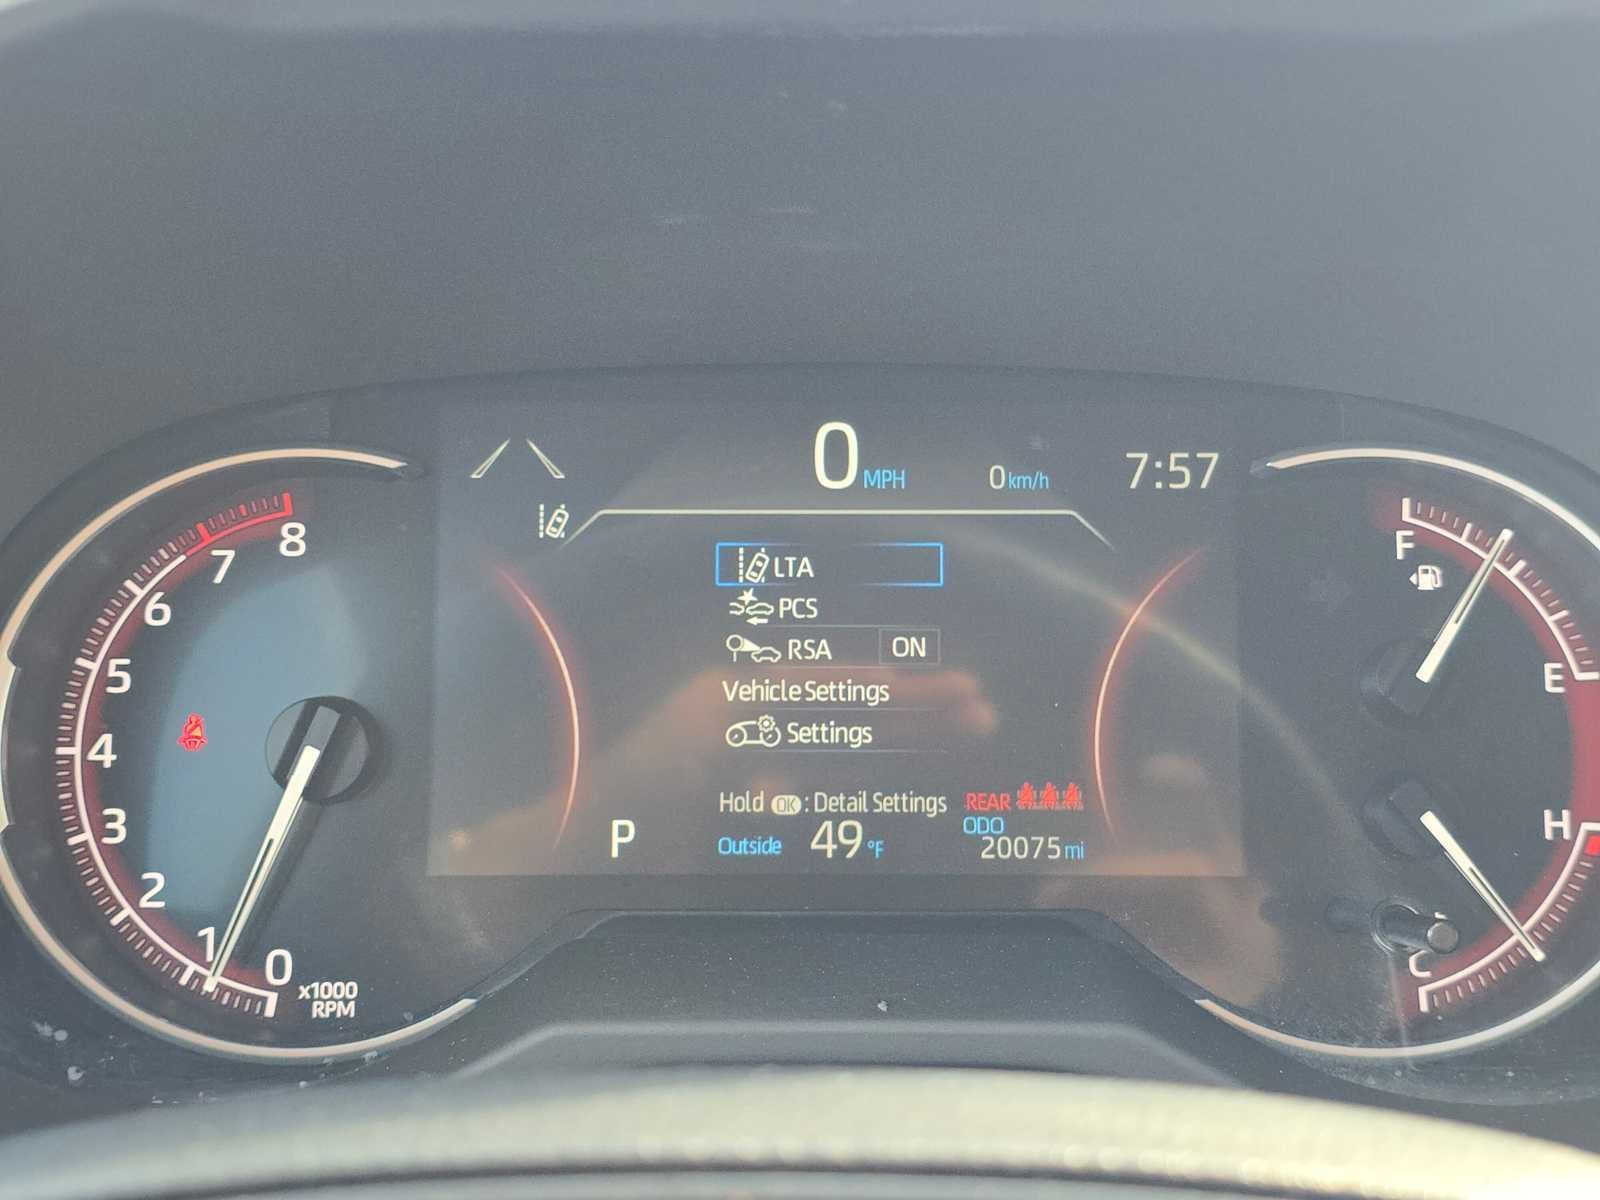 0 MPH 0 km/h 7:57
LTA
PCS
RSA ON
Vehicle Settings
Settings
Hold OK : Detail Settings REAR
ODO
P Outside 49 °F 20075 mi
8
7
6
5
4
3
2
1
0
x1000
RPM
F
E
H
C